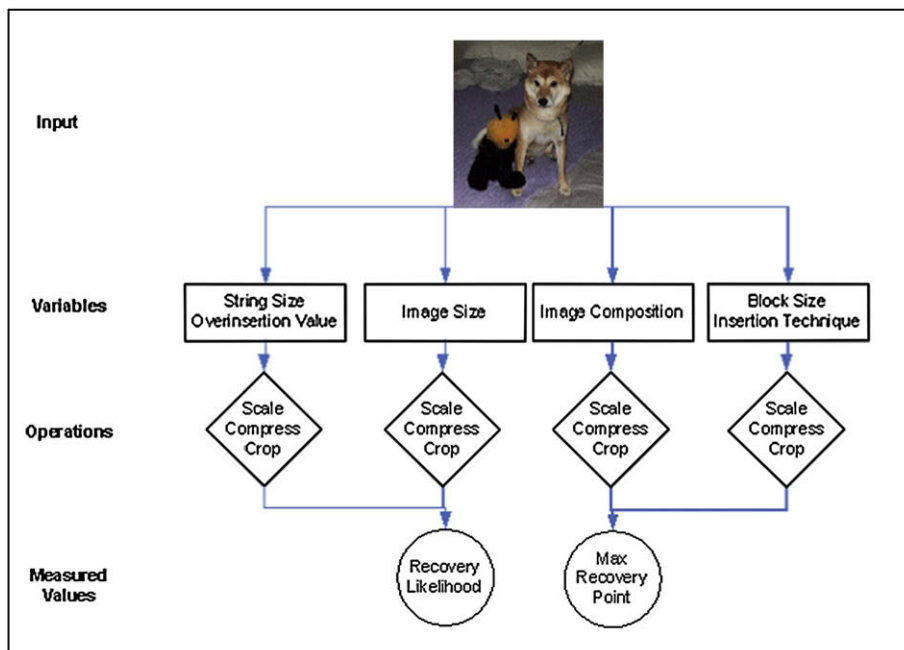 Input
Variables
String Size
Overinsertion Value
Image Size
Image Composition
Block Size
Insertion Technique
Operations
Scale
Compress
Crop
Scale
Compress
Crop
Scale
Compress
Crop
Scale
Compress
Crop
Measured
Values
Recovery
Likelihood
Max
Recovery
Point